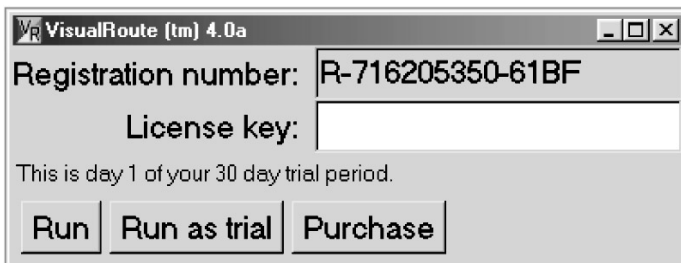 VR VisualRoute (tm) 4.0a
Registration number: R-716205350-61BF
License key:
This is day 1 of your 30 day trial period.
Run Run as trial Purchase